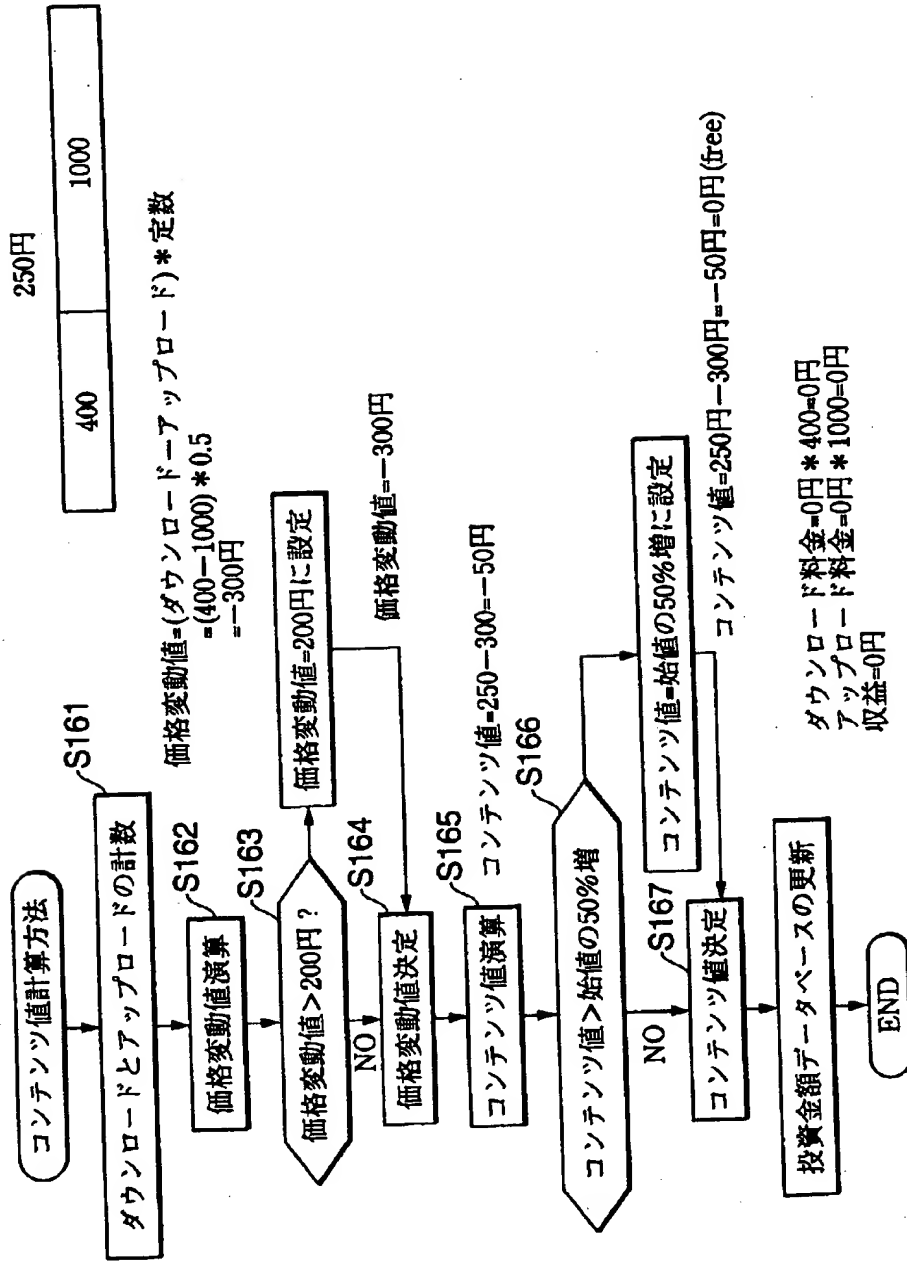 250円
400
1000
コンテンツ値計算方法
S161
ダウンロードとアップロードの計数
価格変動値=(ダウンロードーアップロード)*定数
=(400−1000)*0.5
=−300円
S162
価格変動値演算
S163
価格変動値>200円?
価格変動値=200円に設定
NO
S164
価格変動値決定
価格変動値=−300円
S165
コンテンツ値演算
コンテンツ値=250−300=−50円
S166
コンテンツ値>始値の50%増
コンテンツ値=始値の50%増に設定
NO
S167
コンテンツ値決定
コンテンツ値=250円−300円=−50円=0円(free)
投資金額データベースの更新
ダウンロード料金=0円*400=0円
アップロード料金=0円*1000=0円
収益=0円
END